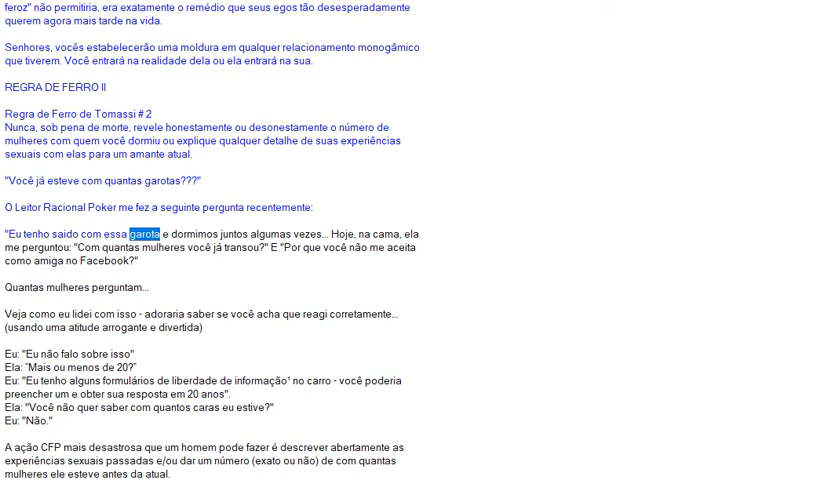 feroz" não permitiria, era exatamente o remédio que seus egos tão desesperadamente
querem agora mais tarde na vida.
Senhores, vocês estabelecerão uma moldura em qualquer relacionamento monogâmico
que tiverem. Você entrará na realidade dela ou ela entrará na sua.
REGRA DE FERRO II
Regra de Ferro de Tomassi # 2
Nunca, sob pena de morte, revele honestamente ou desonestamente o número de
mulheres com quem você dormiu ou explique qualquer detalhe de suas experiências
sexuais com elas para um amante atual.
"Você já esteve com quantas garotas???"
O Leitor Racional Poker me fez a seguinte pergunta recentemente:
"Eu tenho saido com essa garota e dormimos juntos algumas vezes... Hoje, na cama, ela
me perguntou: "Com quantas mulheres você já transou?" E "Por que você não me aceita
como amiga no Facebook?"
Quantas mulheres perguntam...
Veja como eu lidei com isso - adoraria saber se você acha que reagi corretamente...
(usando uma atitude arrogante e divertida)
Eu: "Eu não falo sobre isso"
Ela: "Mais ou menos de 20?"
Eu: "Eu tenho alguns formulários de liberdade de informação¹ no carro - você poderia
preencher um e obter sua resposta em 20 anos".
Ela: "Você não quer saber com quantos caras eu estive?"
Eu: "Não."
A ação CFP mais desastrosa que um homem pode fazer é descrever abertamente as
experiências sexuais passadas e/ou dar um número (exato ou não) de com quantas
mulheres ele esteve antes da atual.